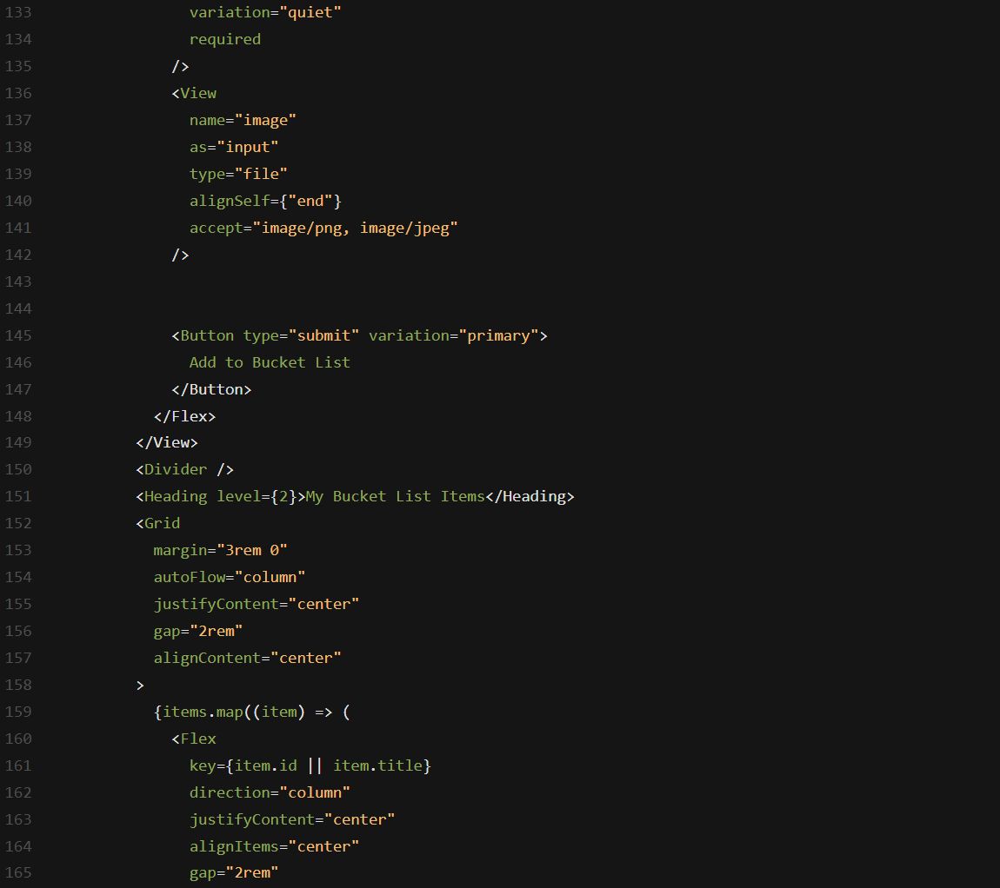 133                 variation="quiet"
134                 required
135               />
136               <View
137                 name="image"
138                 as="input"
139                 type="file"
140                 alignSelf={"end"}
141                 accept="image/png, image/jpeg"
142               />
143
144
145               <Button type="submit" variation="primary">
146                 Add to Bucket List
147               </Button>
148             </Flex>
149           </View>
150           <Divider />
151           <Heading level={2}>My Bucket List Items</Heading>
152           <Grid
153             margin="3rem 0"
154             autoFlow="column"
155             justifyContent="center"
156             gap="2rem"
157             alignContent="center"
158           >
159             {items.map((item) => (
160               <Flex
161                 key={item.id || item.title}
162                 direction="column"
163                 justifyContent="center"
164                 alignItems="center"
165                 gap="2rem"